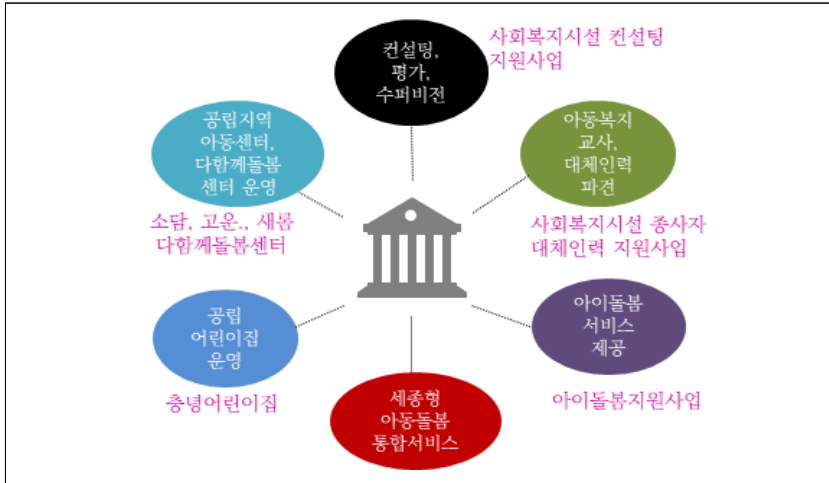 컨설팅,
평가,
수퍼비전
사회복지시설 컨설팅
지원사업
공립지역
아동센터,
다함께돌봄
센터 운영
소담, 고운., 새롬
다함께돌봄센터
아동복지
교사,
대체인력
파견
사회복지시설 종사자
대체인력 지원사업
공립
어린이집
운영
충녕어린이집
세종형
아동돌봄
통합서비스
아이돌봄
서비스
제공
아이돌봄지원사업